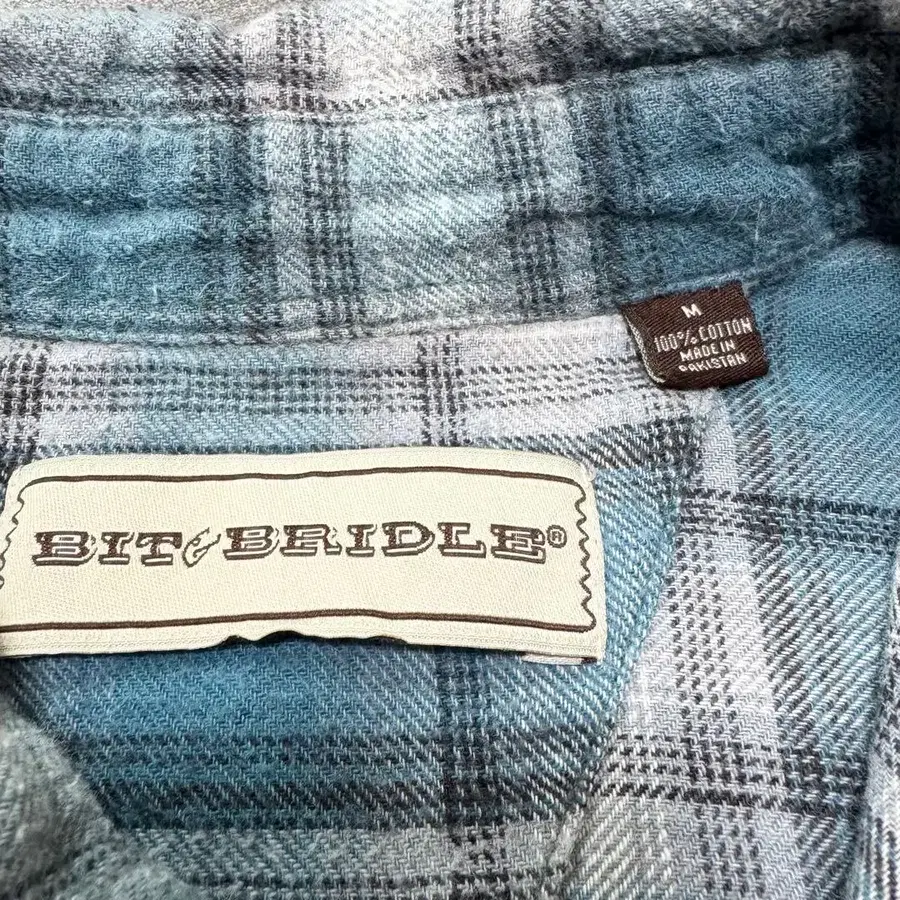 M
100% COTTON
MADE IN
PAKISTAN
BIT & BRIDLE®